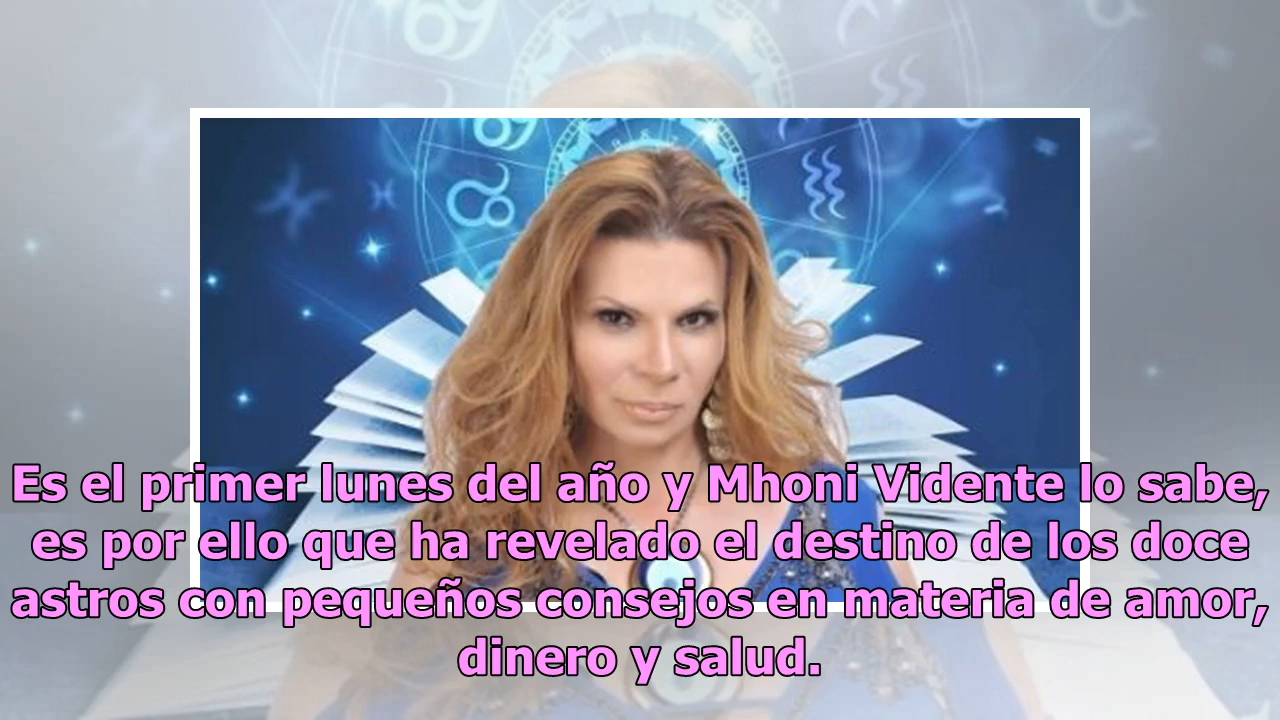 Es el primer lunes del año y Mhoni Vidente lo sabe,
es por ello que ha revelado el destino de los doce
astros con pequeños consejos en materia de amor,
dinero y salud.